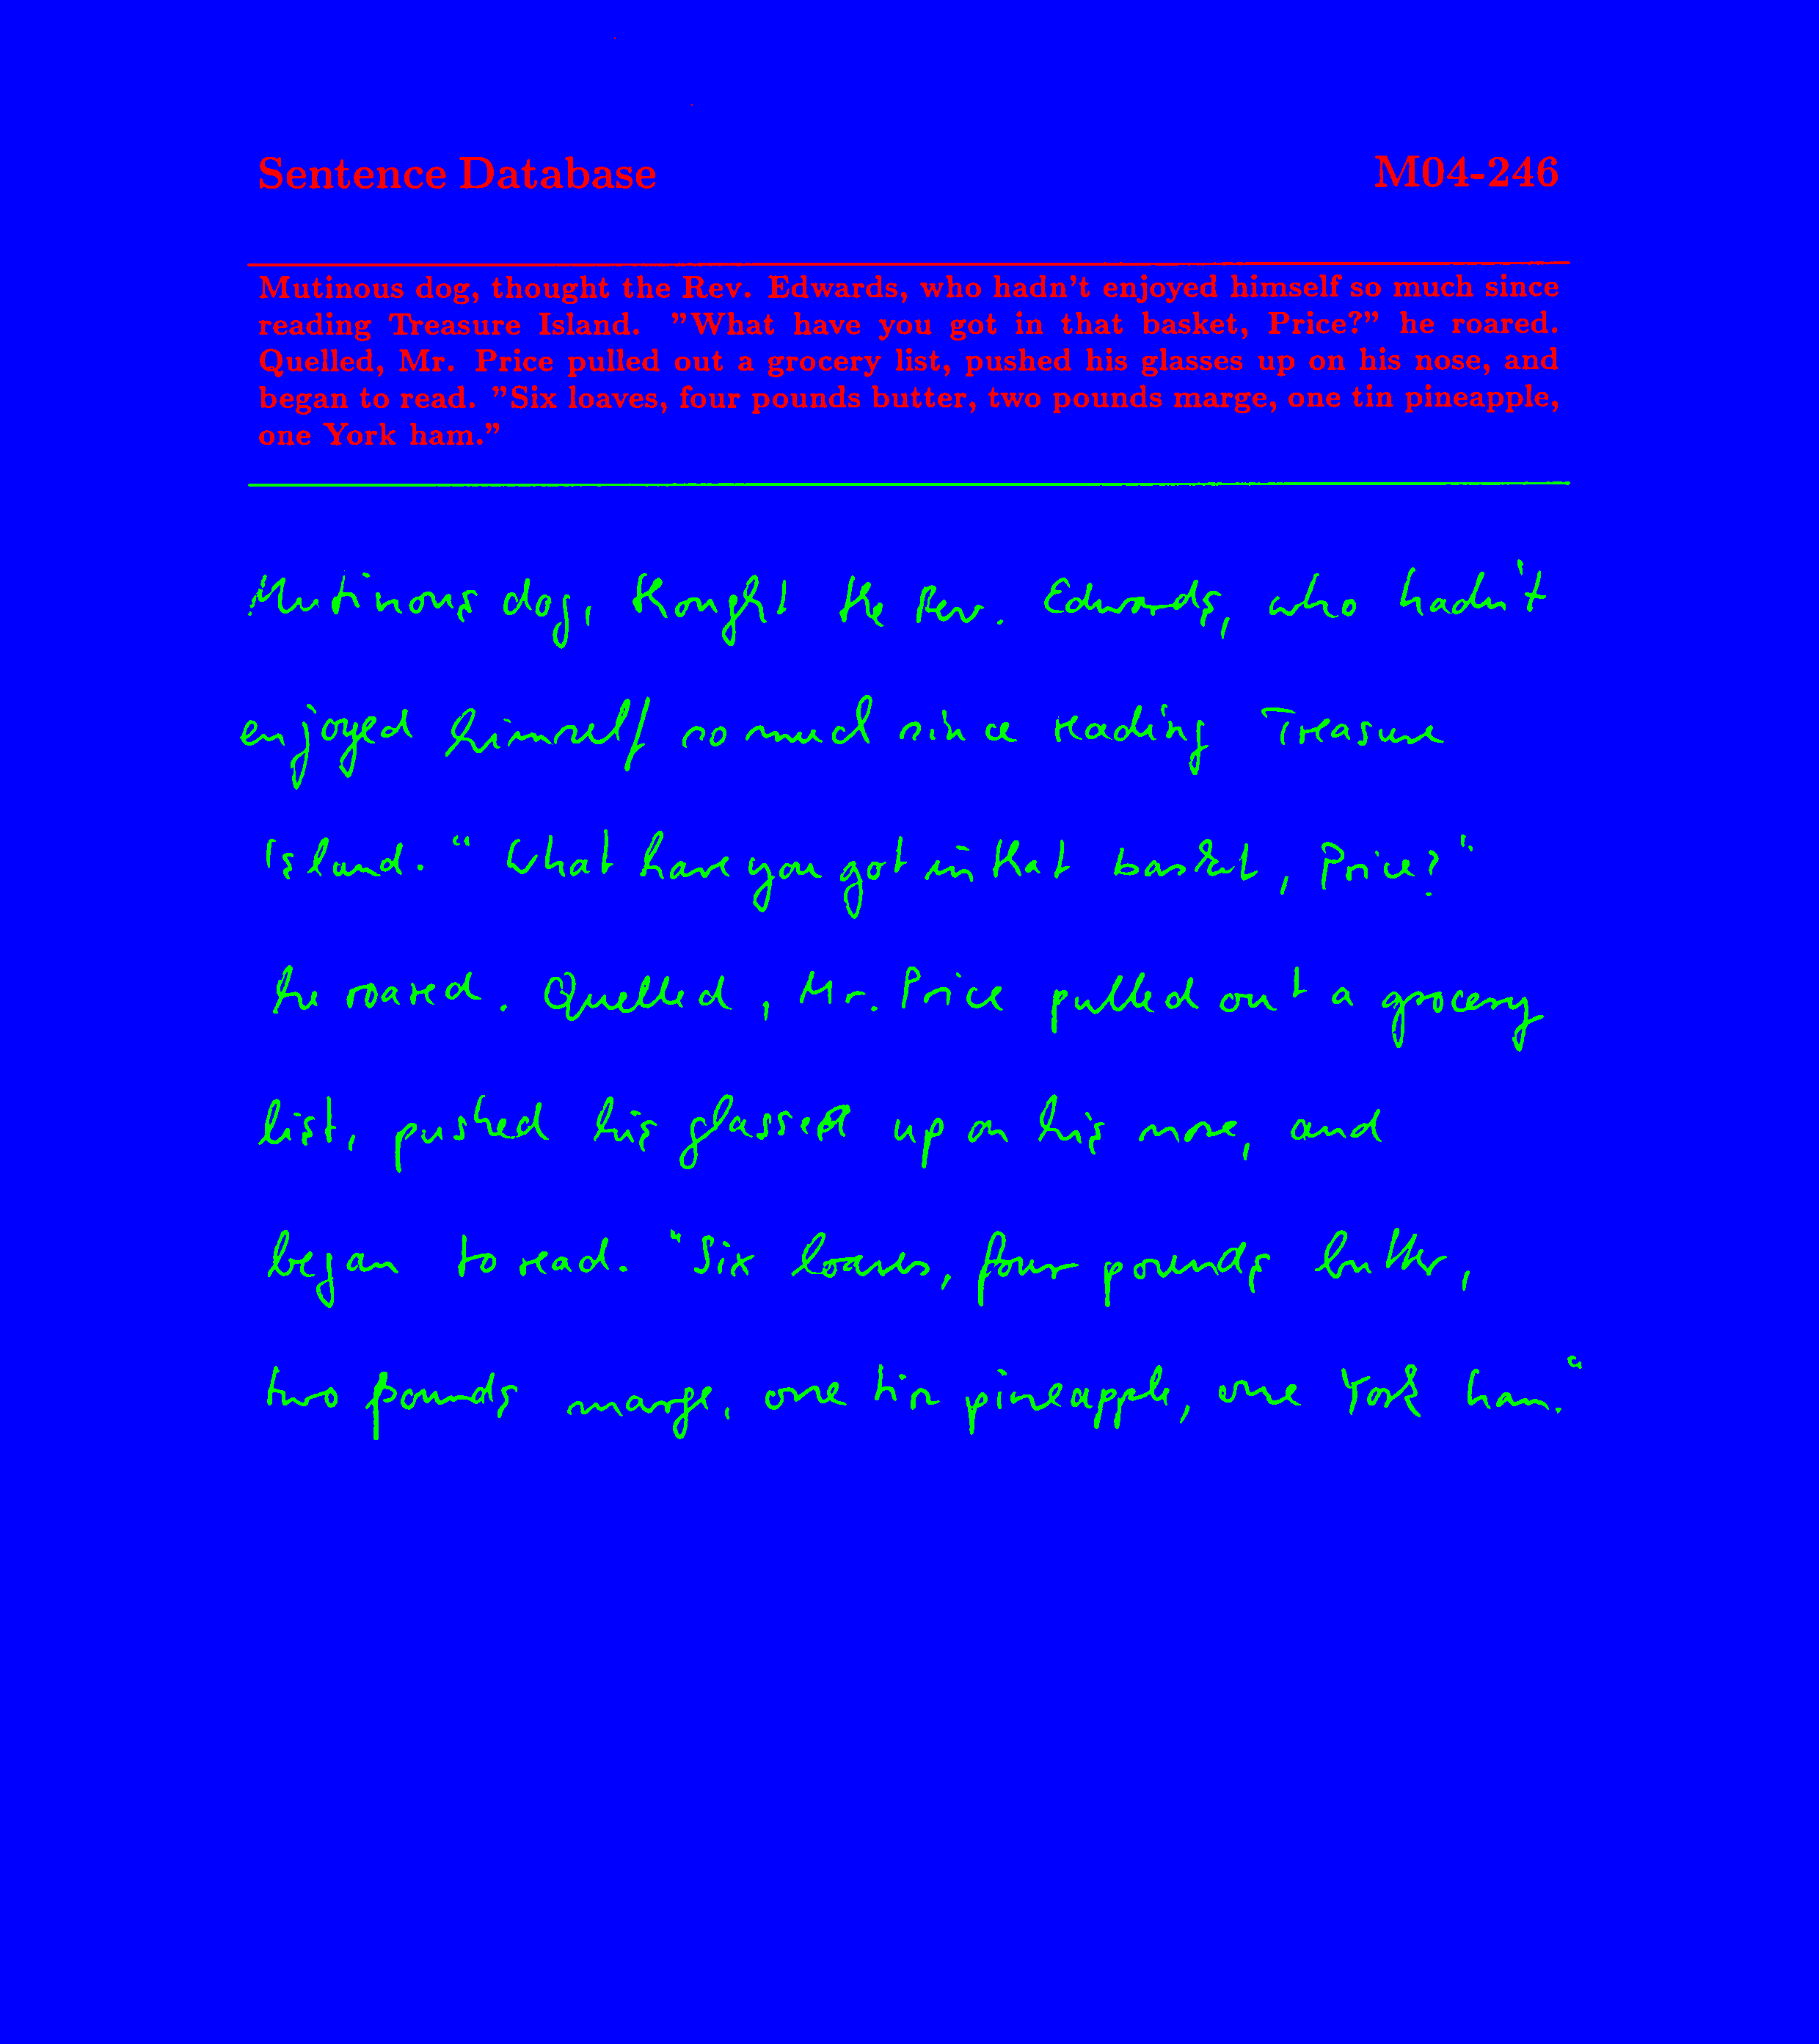 Sentence Database M04-246
Mutinous dog, thought the Rev. Edwards, who hadn't enjoyed himself so much since
reading Treasure Island. "What have you got in that basket, Price?" he roared.
Quelled, Mr. Price pulled out a grocery list, pushed his glasses up on his nose, and
began to read. "Six loaves, four pounds butter, two pounds marge, one tin pineapple,
one York ham."
Mutinous dog, thought the Rev. Edwards, who hadn't
enjoyed himself so much since reading Treasure
Island. "What have you got in that basket, Price?"
he roared. Quelled, Mr. Price pulled out a grocery
list, pushed his glasses up on his nose, and
began to read. "Six loaves, four pounds butter,
two pounds marge, one tin pineapple, one York ham."